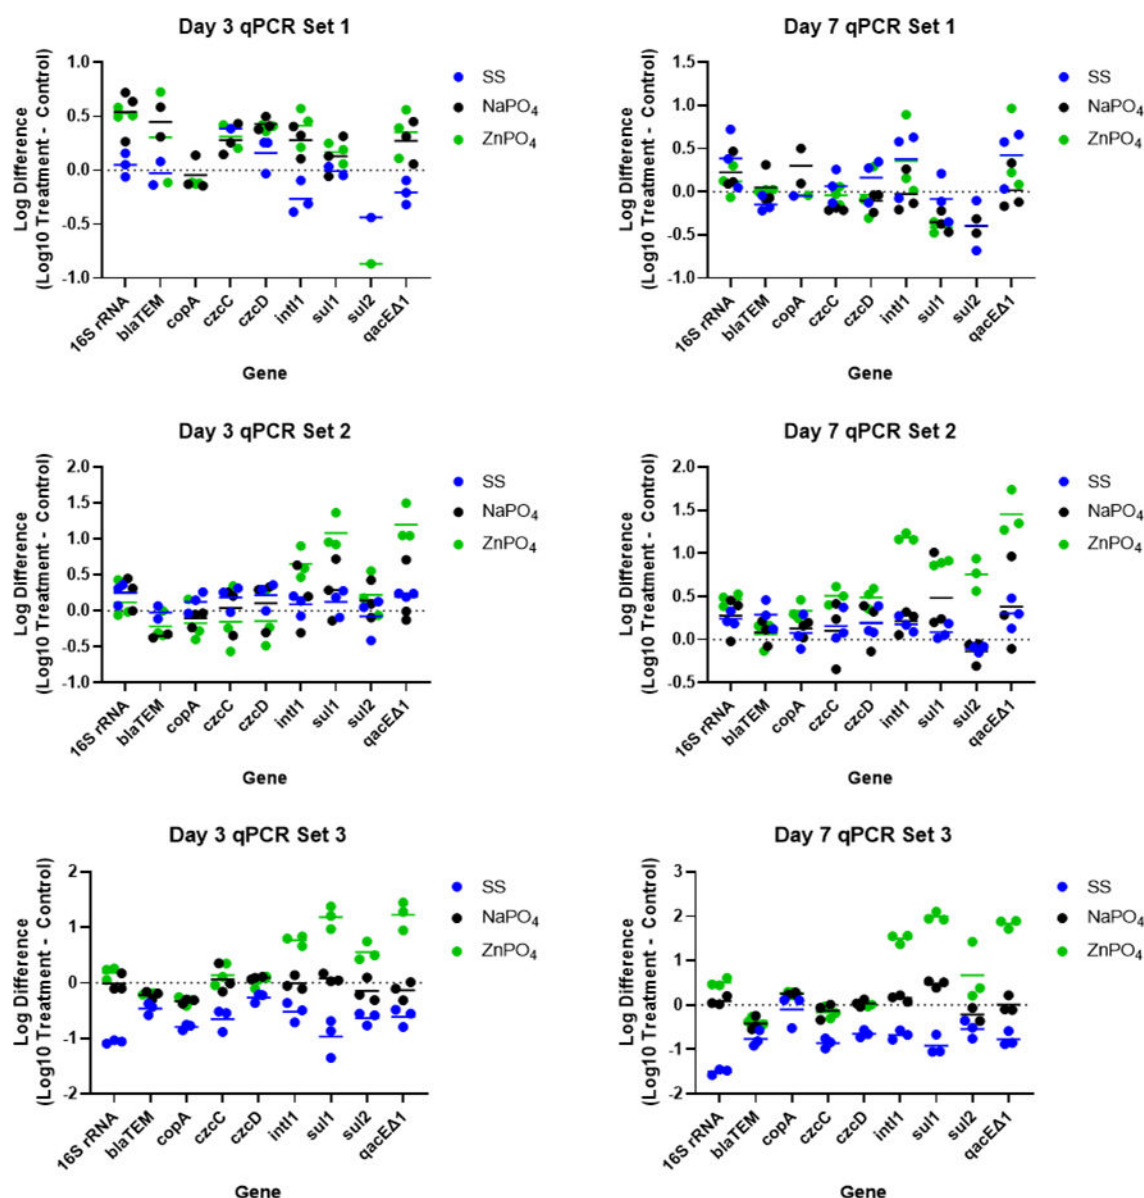 Day 3 qPCR Set 1
Log Difference
(Log10 Treatment - Control)
1.0
0.5
0.0
-0.5
-1.0
SS
NaPO₄
ZnPO₄
16S rRNA
blaTEM
copA
czcC
czcD
intI1
sul1
sul2
qacEΔ1
Gene
Day 7 qPCR Set 1
Log Difference
(Log10 Treatment - Control)
1.5
1.0
0.5
0.0
-0.5
-1.0
SS
NaPO₄
ZnPO₄
16S rRNA
blaTEM
copA
czcC
czcD
intI1
sul1
sul2
qacEΔ1
Gene
Day 3 qPCR Set 2
Log Difference
(Log10 Treatment - Control)
2.0
1.5
1.0
0.5
0.0
-0.5
-1.0
SS
NaPO₄
ZnPO₄
16S rRNA
blaTEM
copA
czcC
czcD
intI1
sul1
sul2
qacEΔ1
Gene
Day 7 qPCR Set 2
Log Difference
(Log10 Treatment - Control)
2.0
1.5
1.0
0.5
0.0
-0.5
SS
NaPO₄
ZnPO₄
16S rRNA
blaTEM
copA
czcC
czcD
intI1
sul1
sul2
qacEΔ1
Gene
Day 3 qPCR Set 3
Log Difference
(Log10 Treatment - Control)
2
1
0
-1
-2
SS
NaPO₄
ZnPO₄
16S rRNA
blaTEM
copA
czcC
czcD
intI1
sul1
sul2
qacEΔ1
Gene
Day 7 qPCR Set 3
Log Difference
(Log10 Treatment - Control)
3
2
1
0
-1
-2
SS
NaPO₄
ZnPO₄
16S rRNA
blaTEM
copA
czcC
czcD
intI1
sul1
sul2
qacEΔ1
Gene